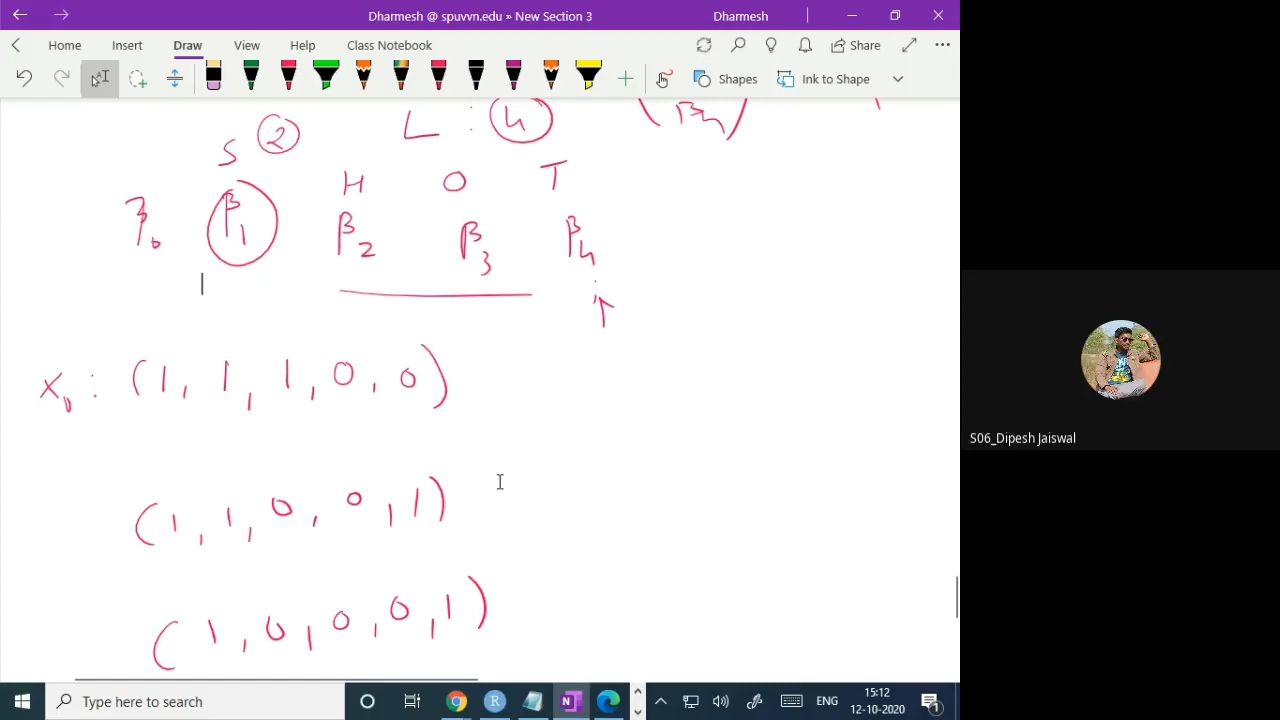 Dharmesh @ spuvvn.edu » New Section 3 Dharmesh
Home Insert Draw View Help Class Notebook Share
Shapes Ink to Shape
S 2 L : 4
H O T
β0 β1 β2 β3 β4
x0 : (1, 1, 1, 0, 0)
(1, 1, 0, 0, 1)
(1, 0, 0, 0, 1)
S06_Dipesh Jaiswal
Type here to search
ENG
15:12
12-10-2020